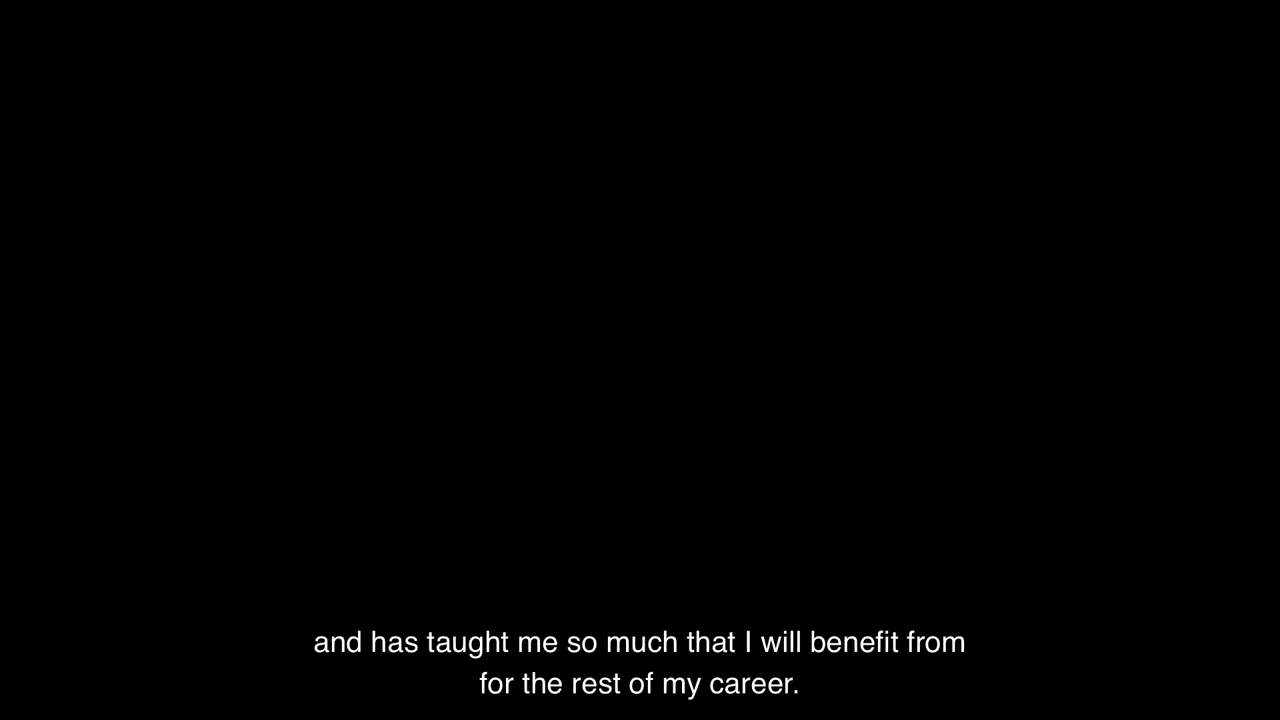 and has taught me so much that I will benefit from
for the rest of my career.